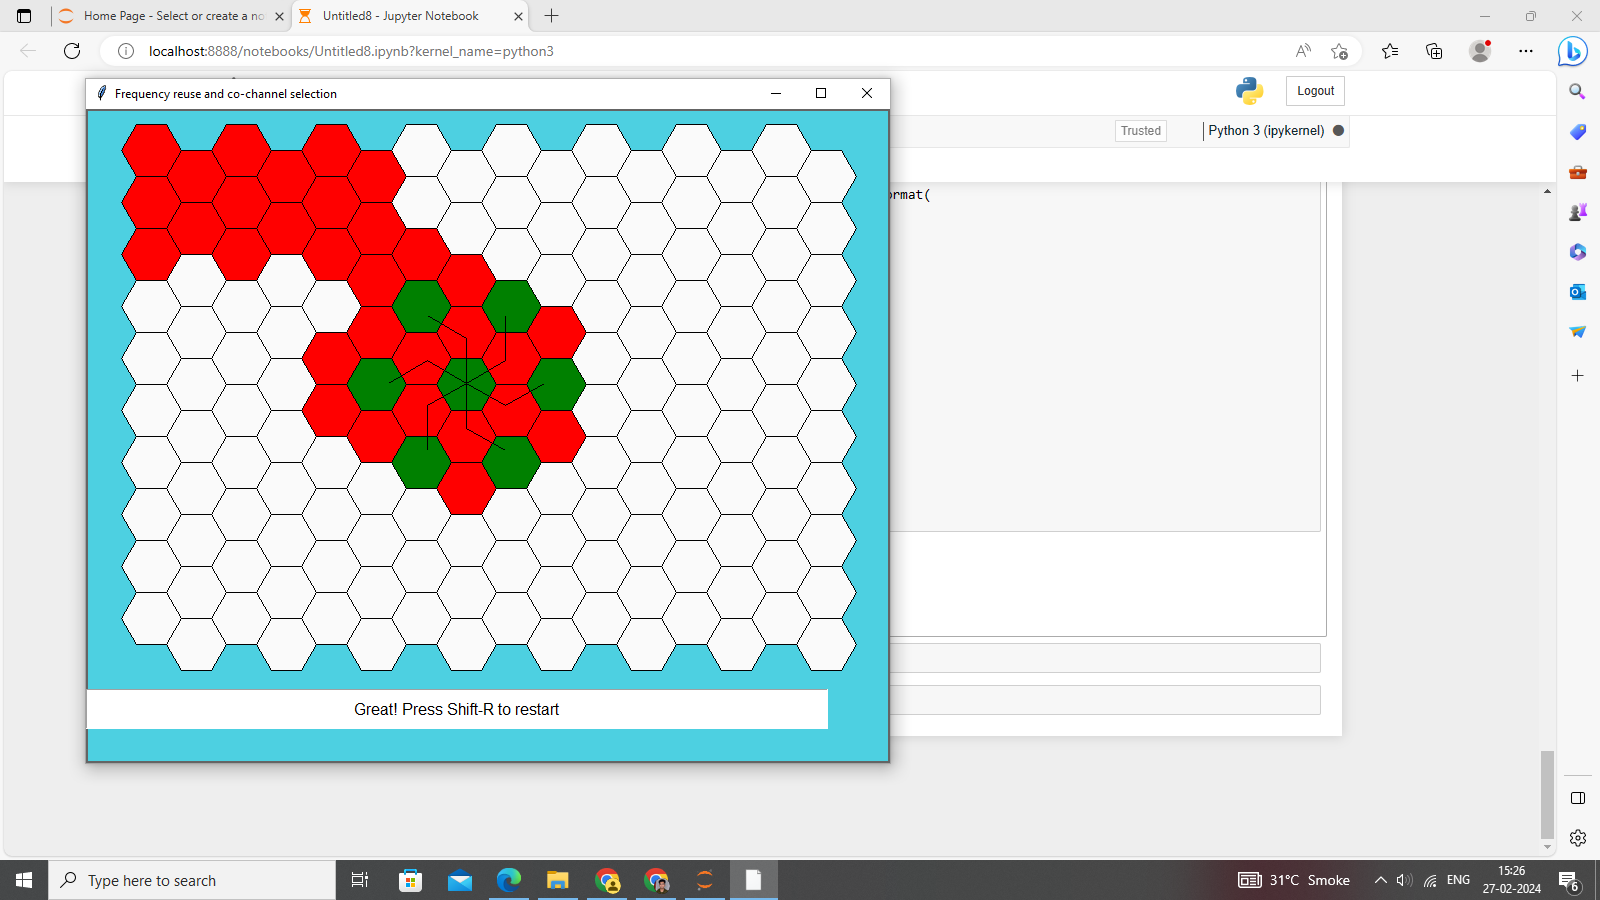 Home Page - Select or create a no
Untitled8 - Jupyter Notebook
localhost:8888/notebooks/Untitled8.ipynb?kernel_name=python3
Frequency reuse and co-channel selection
Logout
Trusted
Python 3 (ipykernel)
ormat(
Great! Press Shift-R to restart
Type here to search
31°C Smoke
ENG
15:26
27-02-2024
6